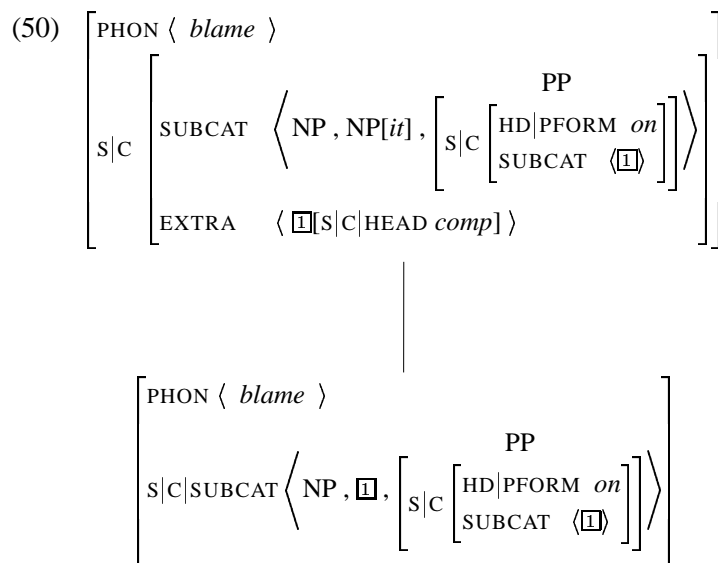 (50) PHON ⟨ blame ⟩
PP
SUBCAT ⟨ NP , NP[it] , [ S|C [ HD|PFORM on
S|C SUBCAT ⟨1⟩ ] ] ⟩
EXTRA ⟨ 1[S|C|HEAD comp] ⟩
PHON ⟨ blame ⟩
PP
S|C|SUBCAT ⟨ NP , 1 , [ S|C [ HD|PFORM on
SUBCAT ⟨1⟩ ] ] ⟩